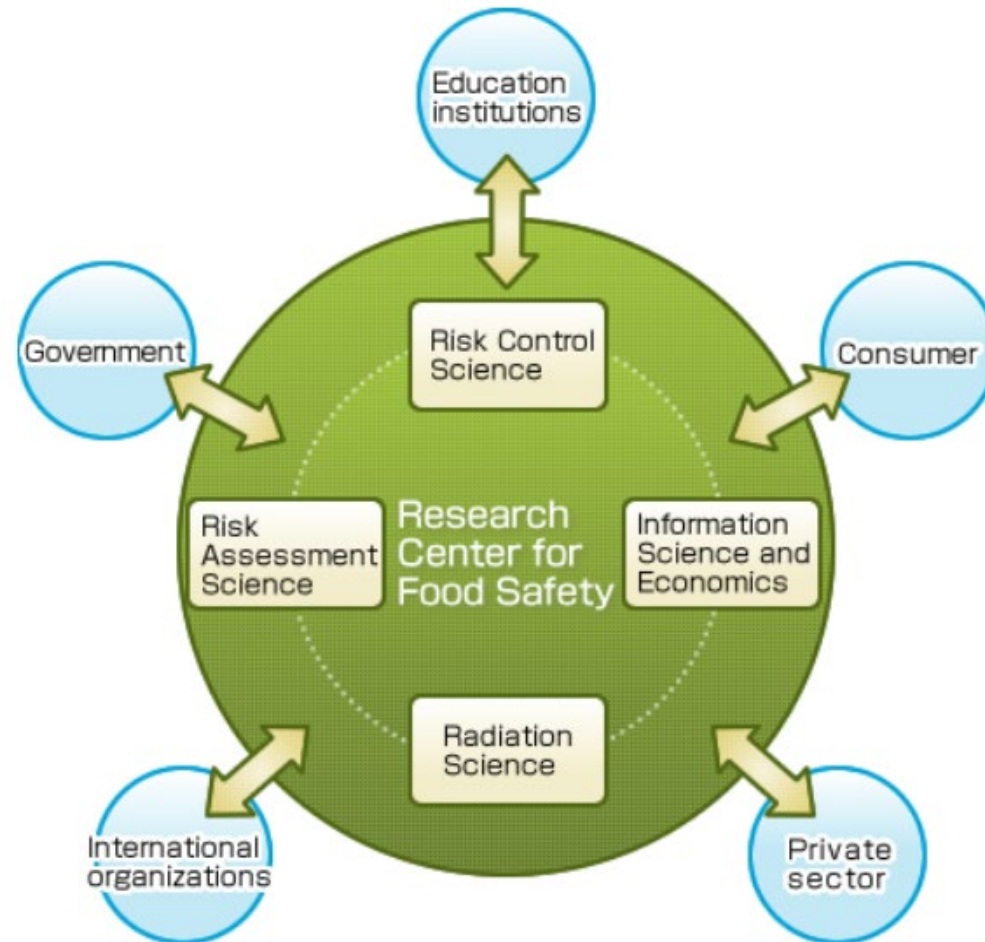 Education
institutions
Government
Consumer
Risk Control
Science
Risk
Assessment
Science
Research
Center for
Food Safety
Information
Science and
Economics
Radiation
Science
International
organizations
Private
sector